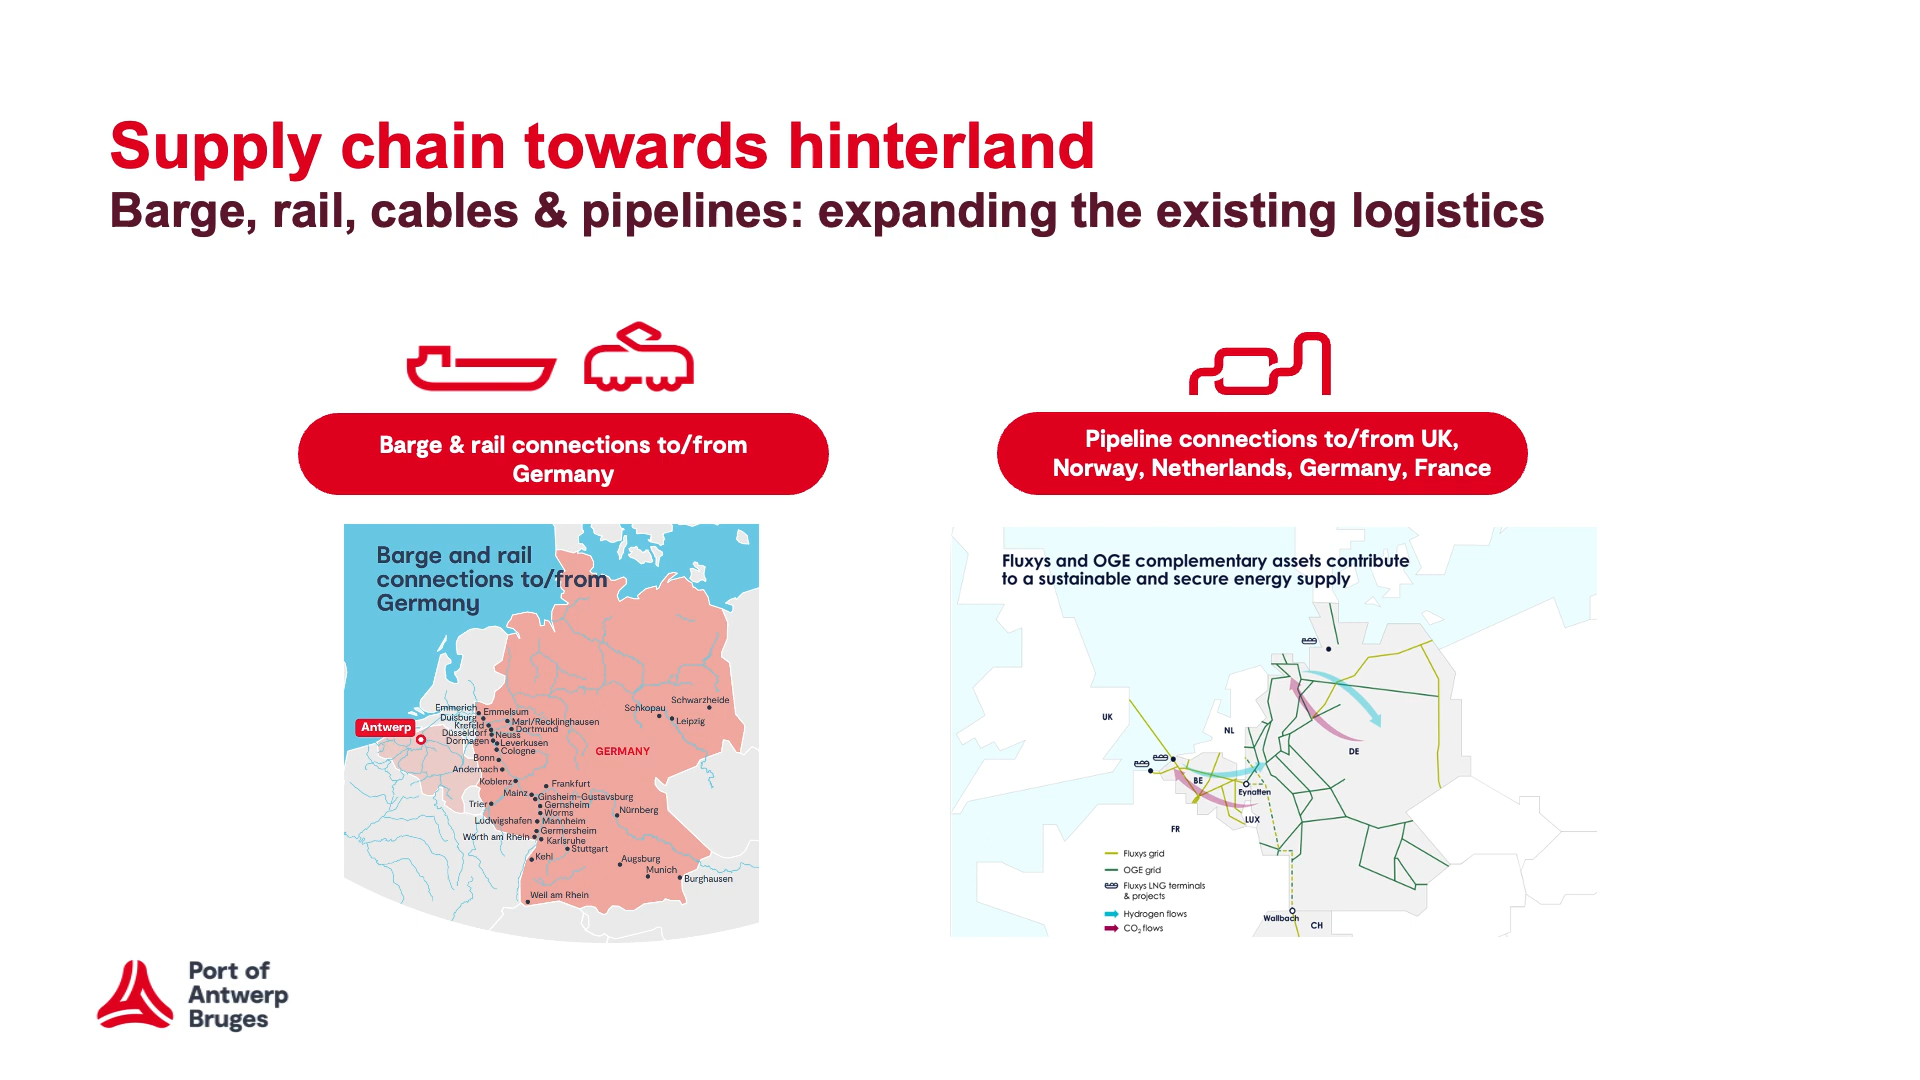 Supply chain towards hinterland
Barge, rail, cables & pipelines: expanding the existing logistics
Barge & rail connections to/from
Germany
Pipeline connections to/from UK,
Norway, Netherlands, Germany, France
Barge and rail
connections to/from
Germany
Antwerp
Emmerich
Emmelsum
Duisburg
Marl/Recklinghausen
Krefeld
Dortmund
Düsseldorf
Neuss
Dormagen
Leverkusen
Cologne
Bonn
Andernach
Koblenz
Frankfurt
Mainz
Ginsheim-Gustavsburg
Trier
Gernsheim
Worms
Ludwigshafen
Mannheim
Germersheim
Wörth am Rhein
Karlsruhe
Stuttgart
Kehl
Weil am Rhein
Nürnberg
Augsburg
Munich
Burghausen
Schkopau
Schwarzheide
Leipzig
GERMANY
Fluxys and OGE complementary assets contribute
to a sustainable and secure energy supply
UK
NL
DE
BE
Eynatten
LUX
FR
Wallbach
CH
Fluxys grid
OGE grid
Fluxys LNG terminals
& projects
Hydrogen flows
CO₂ flows
Port of
Antwerp
Bruges